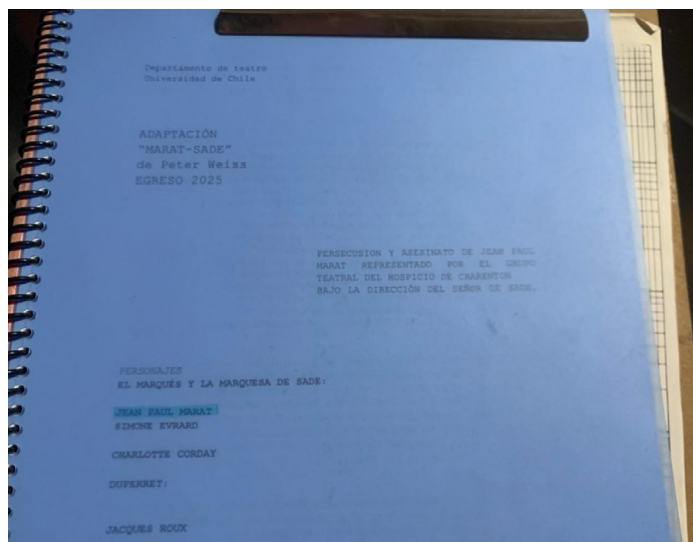 Departamento de teatro
Universidad de Chile
ADAPTACIÓN
"MARAT-SADE"
de Peter Weiss
EGRESO 2025
PERSECUSION Y ASESINATO DE JEAN PAUL
MARAT REPRESENTADO POR EL GRUPO
TEATRAL DEL HOSPICIO DE CHARENTON
BAJO LA DIRECCIÓN DEL SEÑOR DE SADE.
PERSONAJES
EL MARQUÉS Y LA MARQUESA DE SADE:
JEAN PAUL MARAT
SIMONE EVRARD
CHARLOTTE CORDAY
DUPERRET:
JACQUES ROUX